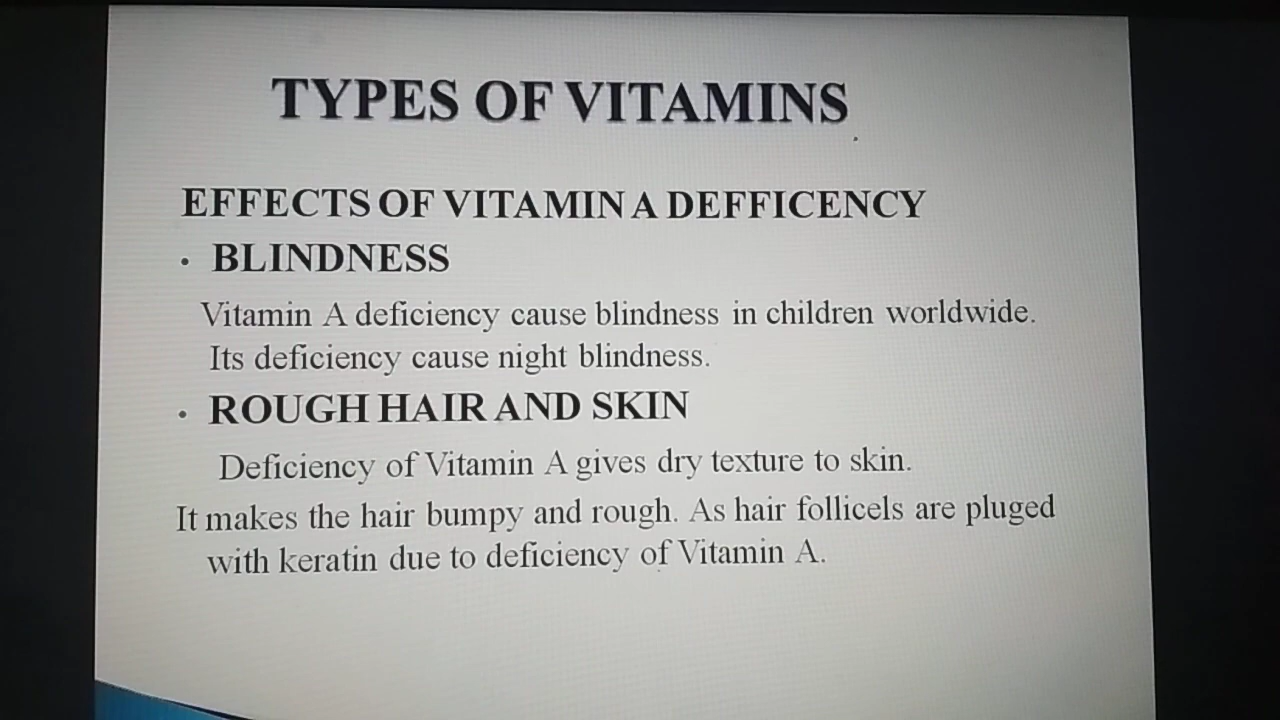 TYPES OF VITAMINS
EFFECTS OF VITAMIN A DEFFICENCY
• BLINDNESS
Vitamin A deficiency cause blindness in children worldwide.
Its deficiency cause night blindness.
• ROUGH HAIR AND SKIN
Deficiency of Vitamin A gives dry texture to skin.
It makes the hair bumpy and rough. As hair follicels are pluged
with keratin due to deficiency of Vitamin A.